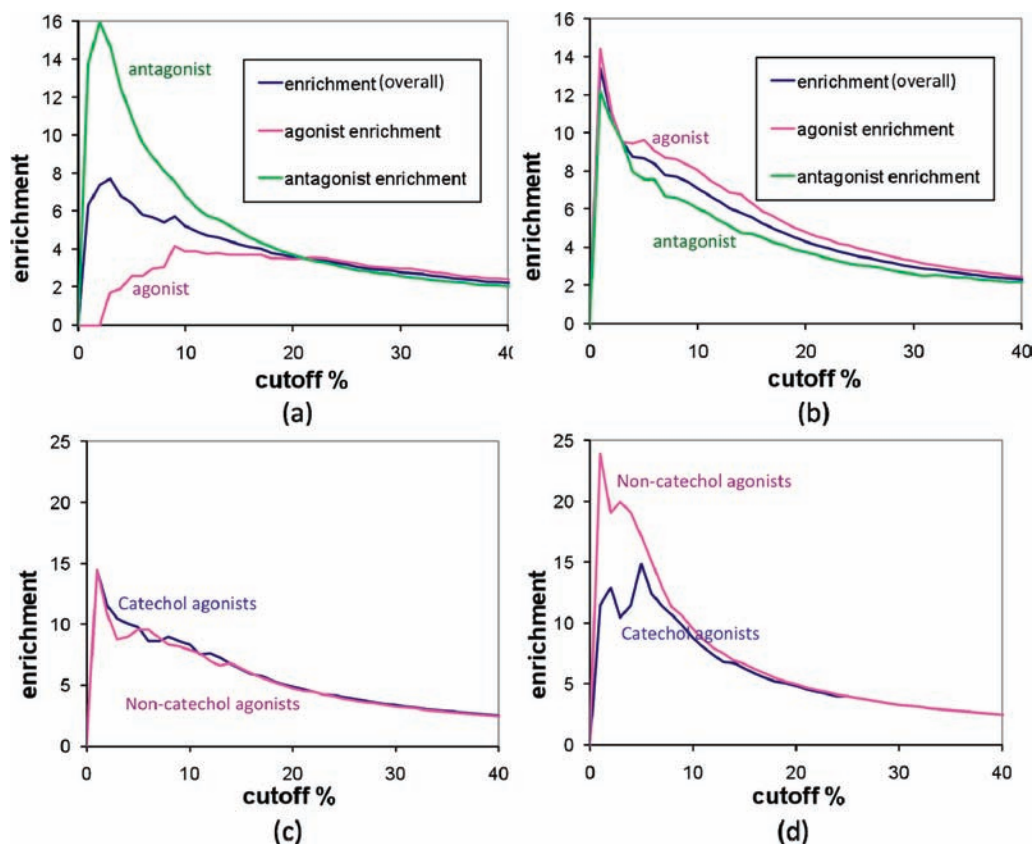 16
14
12
10
8
6
4
2
0
enrichment
antagonist
enrichment (overall)
agonist enrichment
antagonist enrichment
agonist
0 10 20 30 40
cutoff %
(a)
16
14
12
10
8
6
4
2
0
enrichment
enrichment (overall)
agonist enrichment
antagonist enrichment
agonist
antagonist
0 10 20 30 40
cutoff %
(b)
25
20
15
10
5
0
enrichment
Catechol agonists
Non-catechol agonists
0 10 20 30 40
cutoff %
(c)
25
20
15
10
5
0
enrichment
Non-catechol agonists
Catechol agonists
0 10 20 30 40
cutoff %
(d)